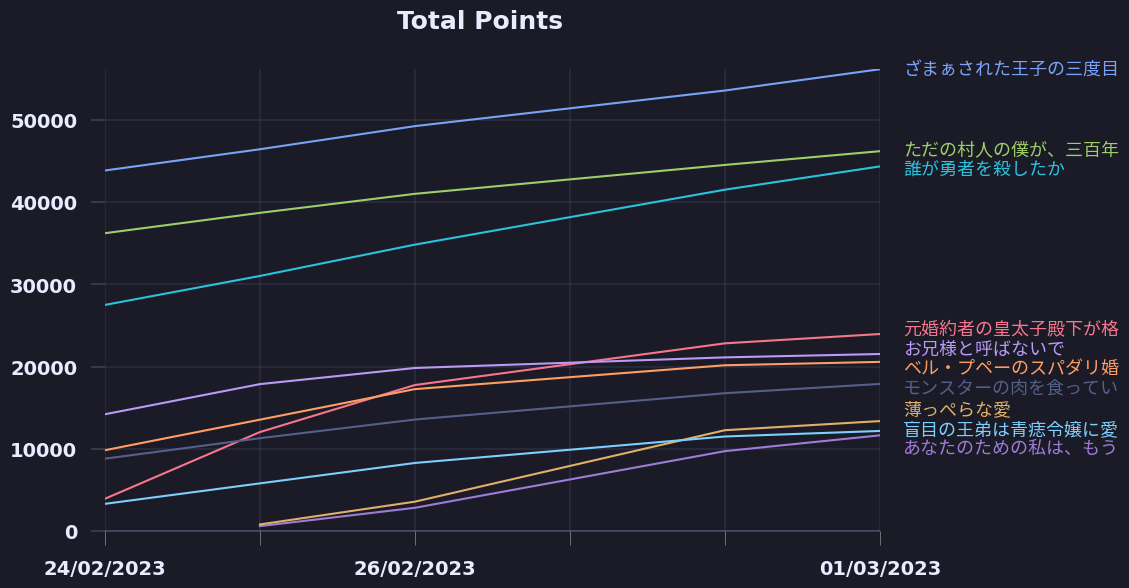 Total Points
50000
40000
30000
20000
10000
0
24/02/2023
26/02/2023
01/03/2023
ざまぁされた王子の三度目
ただの村人の僕が、三百年
誰が勇者を殺したか
元婚約者の皇太子殿下が格
お兄様と呼ばないで
ベル・プペーのスパダリ婚
モンスターの肉を食ってい
薄っぺらな愛
盲目の王弟は青痣令嬢に愛
あなたのための私は、もう